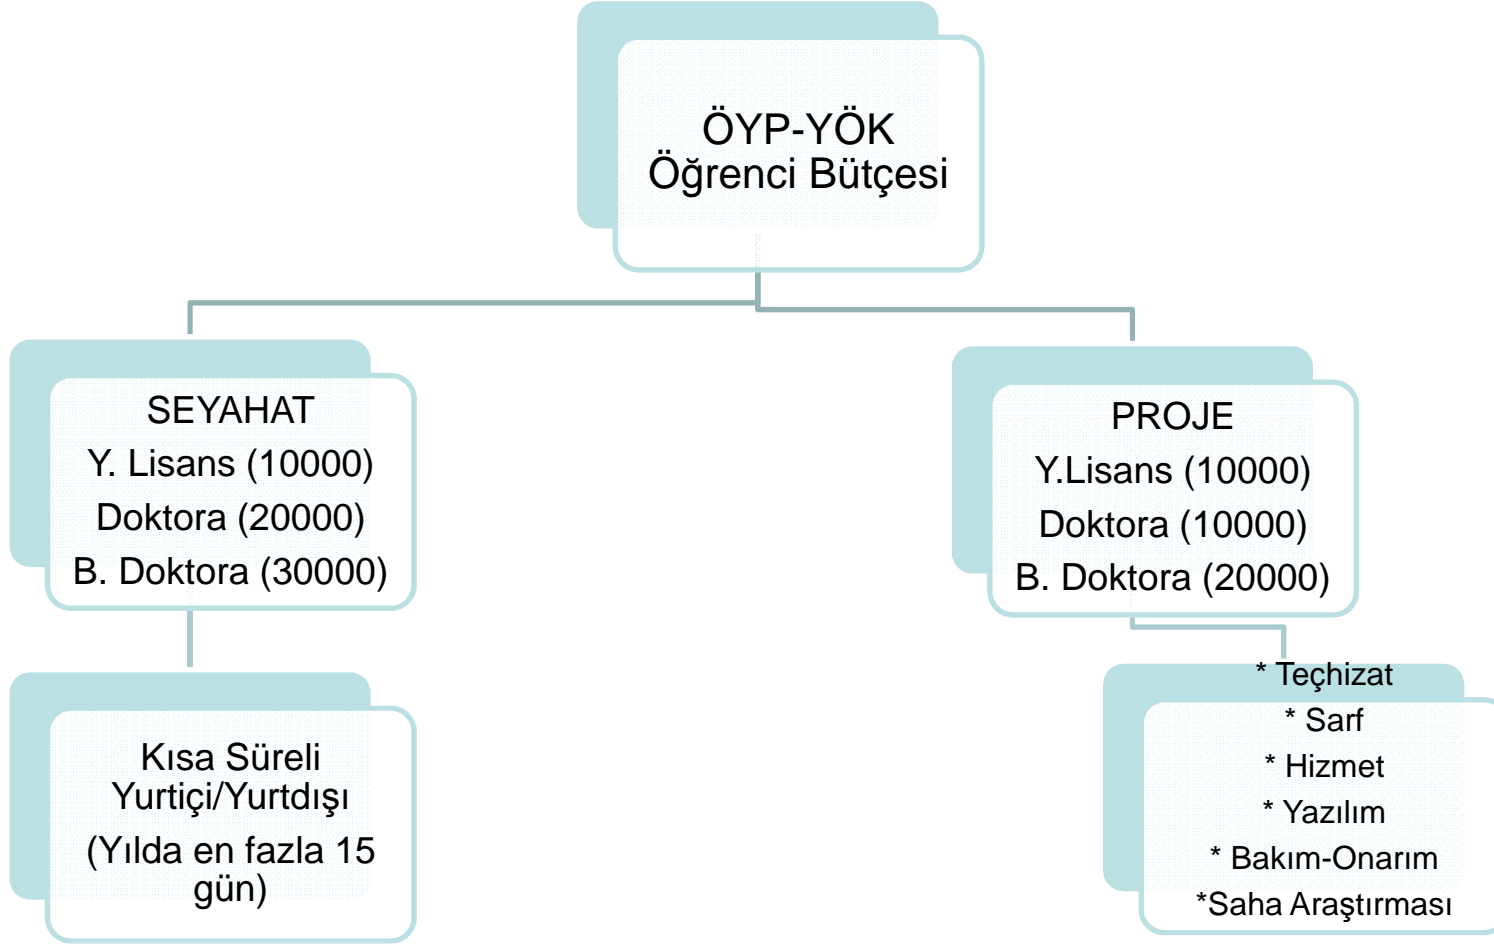 ÖYP-YÖK
Öğrenci Bütçesi
SEYAHAT
Y. Lisans (10000)
Doktora (20000)
B. Doktora (30000)
Kısa Süreli
Yurtiçi/Yurtdışı
(Yılda en fazla 15
gün)
PROJE
Y.Lisans (10000)
Doktora (10000)
B. Doktora (20000)
* Teçhizat
* Sarf
* Hizmet
* Yazılım
* Bakım-Onarım
*Saha Araştırması